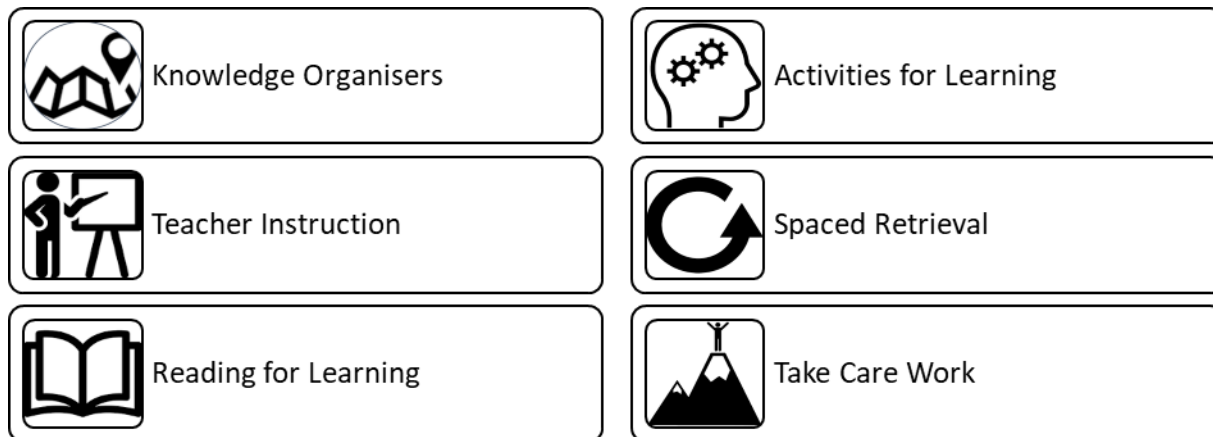 Knowledge Organisers
Activities for Learning
Teacher Instruction
Spaced Retrieval
Reading for Learning
Take Care Work